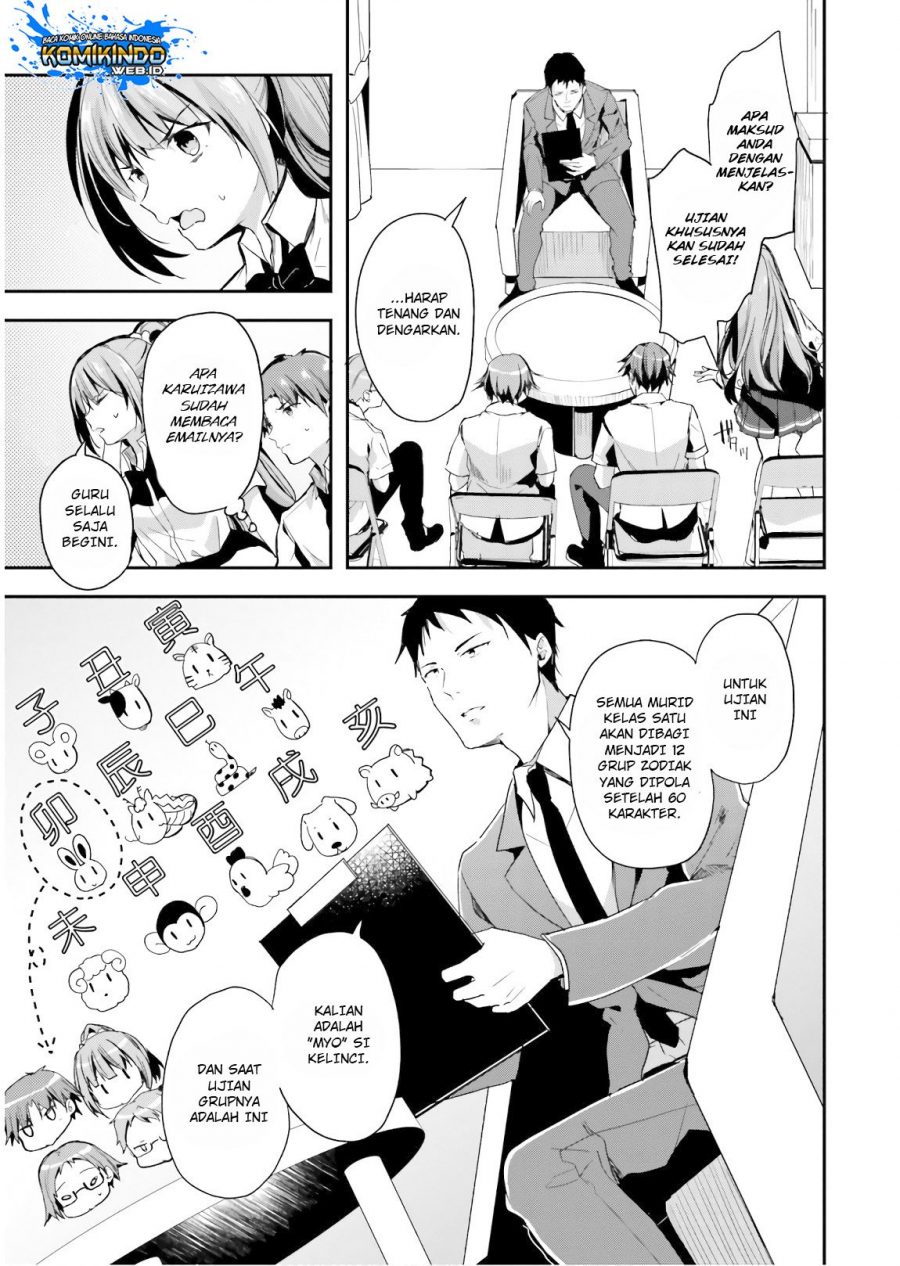 BACA KOMIK ONLINE BAHASA INDONESIA
KOMIKINDO
WEB.ID
APA
MAKSUD
ANDA
DENGAN
MENJELAS-
KAN?
UJIAN
KHUSUSNYA
KAN SUDAH
SELESAI!
...HARAP
TENANG DAN
DENGARKAN.
APA
KARUIZAWA
SUDAH
MEMBACA
EMAILNYA?
GURU
SELALU
SAJA
BEGINI.
UNTUK
UJIAN INI
SEMUA MURID
KELAS SATU
AKAN DIBAGI
MENJADI 12
GRUP ZODIAK
YANG DIPOLA
SETELAH 60
KARAKTER.
寅
丑
子
午
巳
辰
卯
亥
戌
酉
申
未
KALIAN
ADALAH
"MYO" SI
KELINCI.
DAN SAAT
UJIAN
GRUPNYA
ADALAH INI